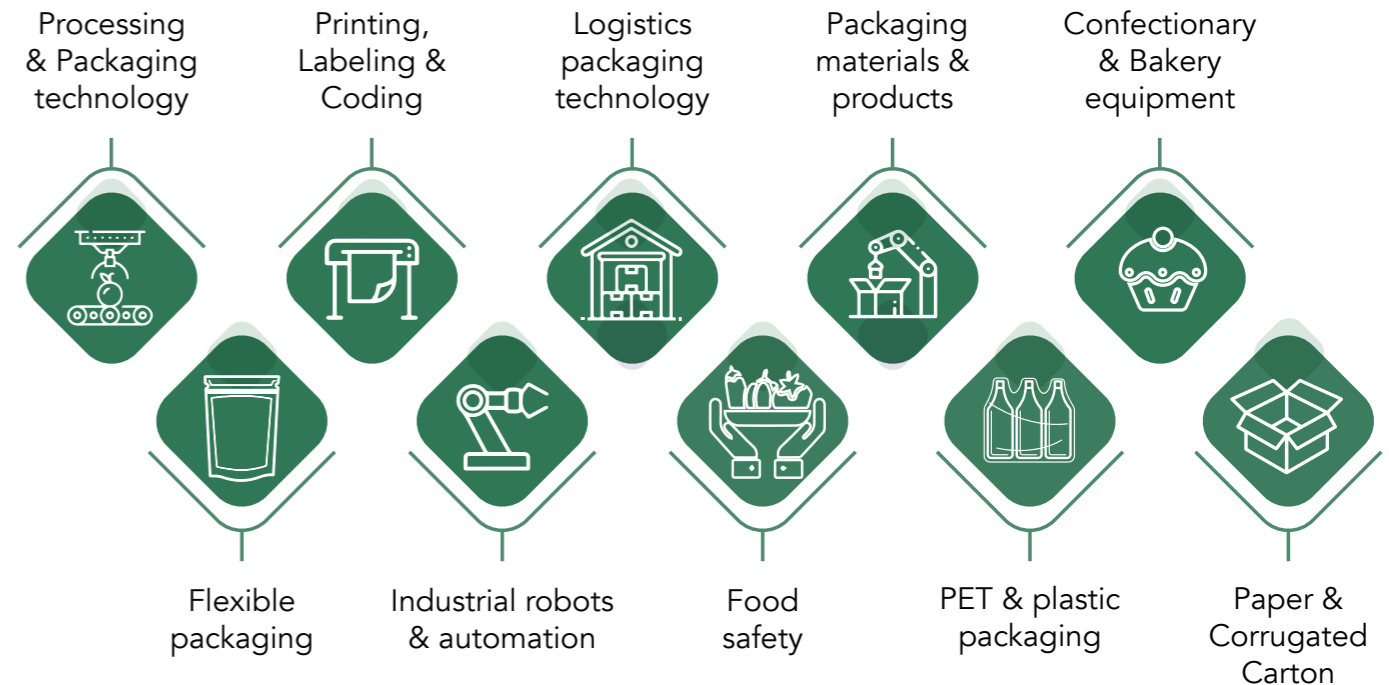 Processing
& Packaging
technology
Printing,
Labeling &
Coding
Logistics
packaging
technology
Packaging
materials &
products
Confectionary
& Bakery
equipment
Flexible
packaging
Industrial robots
& automation
Food
safety
PET & plastic
packaging
Paper &
Corrugated
Carton